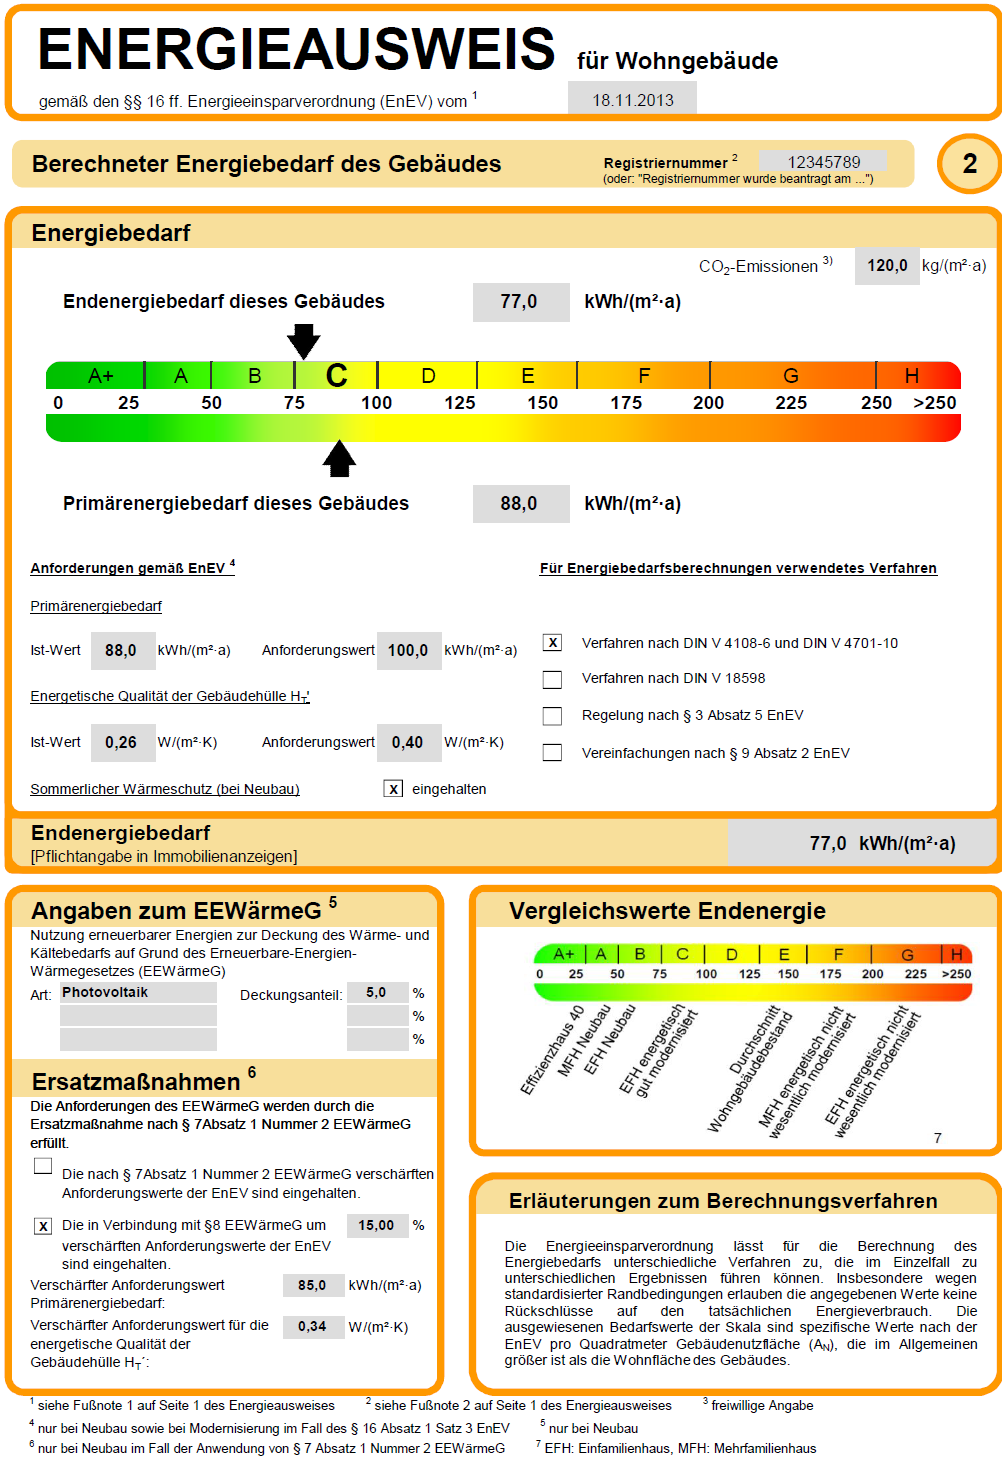 ENERGIEAUSWEIS für Wohngebäude
gemäß den §§ 16 ff. Energieeinsparverordnung (EnEV) vom 1 18.11.2013
Berechneter Energiebedarf des Gebäudes Registriernummer 2 12345789
(oder: "Registriernummer wurde beantragt am ...")
2
Energiebedarf
CO2-Emissionen 3) 120,0 kg/(m²·a)
Endenergiebedarf dieses Gebäudes 77,0 kWh/(m²·a)
A+ A B C D E F G H
0 25 50 75 100 125 150 175 200 225 250 >250
Primärenergiebedarf dieses Gebäudes 88,0 kWh/(m²·a)
Anforderungen gemäß EnEV 4
Primärenergiebedarf
Ist-Wert 88,0 kWh/(m²·a) Anforderungswert 100,0 kWh/(m²·a)
Energetische Qualität der Gebäudehülle HT'
Ist-Wert 0,26 W/(m²·K) Anforderungswert 0,40 W/(m²·K)
Sommerlicher Wärmeschutz (bei Neubau) X eingehalten
Für Energiebedarfsberechnungen verwendetes Verfahren
X Verfahren nach DIN V 4108-6 und DIN V 4701-10
Verfahren nach DIN V 18598
Regelung nach § 3 Absatz 5 EnEV
Vereinfachungen nach § 9 Absatz 2 EnEV
Endenergiebedarf
[Pflichtangabe in Immobilienanzeigen]
77,0 kWh/(m²·a)
Angaben zum EEWärmeG 5
Nutzung erneuerbarer Energien zur Deckung des Wärme- und
Kältebedarfs auf Grund des Erneuerbare-Energien-
Wärmegesetzes (EEWärmeG)
Art: Photovoltaik Deckungsanteil: 5,0 %
%
%
Ersatzmaßnahmen 6
Die Anforderungen des EEWärmeG werden durch die
Ersatzmaßnahme nach § 7Absatz 1 Nummer 2 EEWärmeG
erfüllt.
Die nach § 7Absatz 1 Nummer 2 EEWärmeG verschärften
Anforderungswerte der EnEV sind eingehalten.
X Die in Verbindung mit §8 EEWärmeG um 15,00 %
verschärften Anforderungswerte der EnEV
sind eingehalten.
Verschärfter Anforderungswert 85,0 kWh/(m²·a)
Primärenergiebedarf:
Verschärfter Anforderungswert für die 0,34 W/(m²·K)
energetische Qualität der
Gebäudehülle HT´:
Vergleichswerte Endenergie
A+ A B C D E F G H
0 25 50 75 100 125 150 175 200 225 >250
Effizienzhaus 40
MFH Neubau
EFH Neubau
EFH energetisch
gut modernisiert
Durchschnitt
Wohngebäudebestand
MFH energetisch nicht
wesentlich modernisiert
EFH energetisch nicht
wesentlich modernisiert
7
Erläuterungen zum Berechnungsverfahren
Die Energieeinsparverordnung lässt für die Berechnung des
Energiebedarfs unterschiedliche Verfahren zu, die im Einzelfall zu
unterschiedlichen Ergebnissen führen können. Insbesondere wegen
standardisierter Randbedingungen erlauben die angegebenen Werte keine
Rückschlüsse auf den tatsächlichen Energieverbrauch. Die
ausgewiesenen Bedarfswerte der Skala sind spezifische Werte nach der
EnEV pro Quadratmeter Gebäudenutzfläche (AN), die im Allgemeinen
größer ist als die Wohnfläche des Gebäudes.
1 siehe Fußnote 1 auf Seite 1 des Energieausweises 2 siehe Fußnote 2 auf Seite 1 des Energieausweises 3 freiwillige Angabe
4 nur bei Neubau sowie bei Modernisierung im Fall des § 16 Absatz 1 Satz 3 EnEV 5 nur bei Neubau
6 nur bei Neubau im Fall der Anwendung von § 7 Absatz 1 Nummer 2 EEWärmeG 7 EFH: Einfamilienhaus, MFH: Mehrfamilienhaus